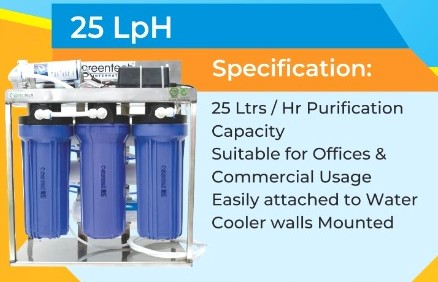 25 LpH
greentech
Specification:
25 Ltrs / Hr Purification
Capacity
Suitable for Offices &
Commercial Usage
Easily attached to Water
Cooler walls Mounted